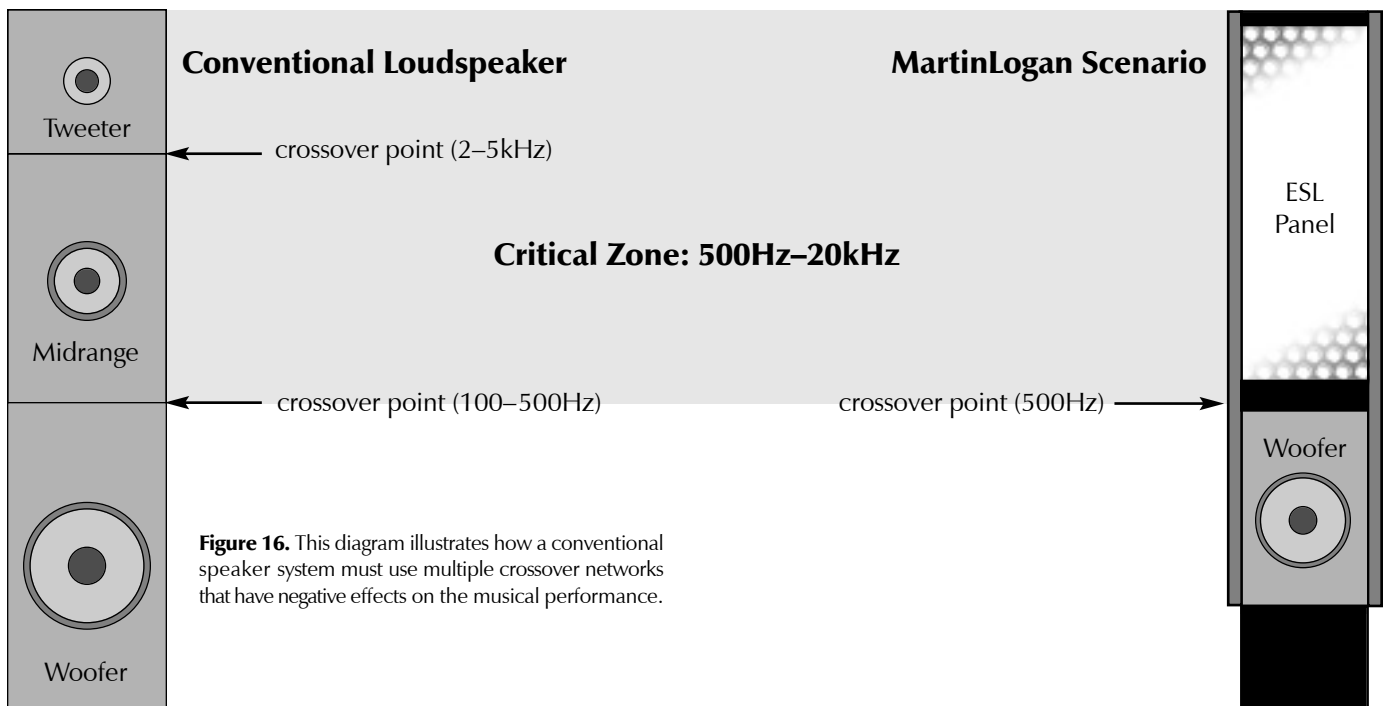 Conventional Loudspeaker
MartinLogan Scenario
Tweeter
crossover point (2–5kHz)
ESL
Panel
Critical Zone: 500Hz–20kHz
Midrange
crossover point (100–500Hz)
crossover point (500Hz)
Woofer
Figure 16. This diagram illustrates how a conventional
speaker system must use multiple crossover networks
that have negative effects on the musical performance.
Woofer